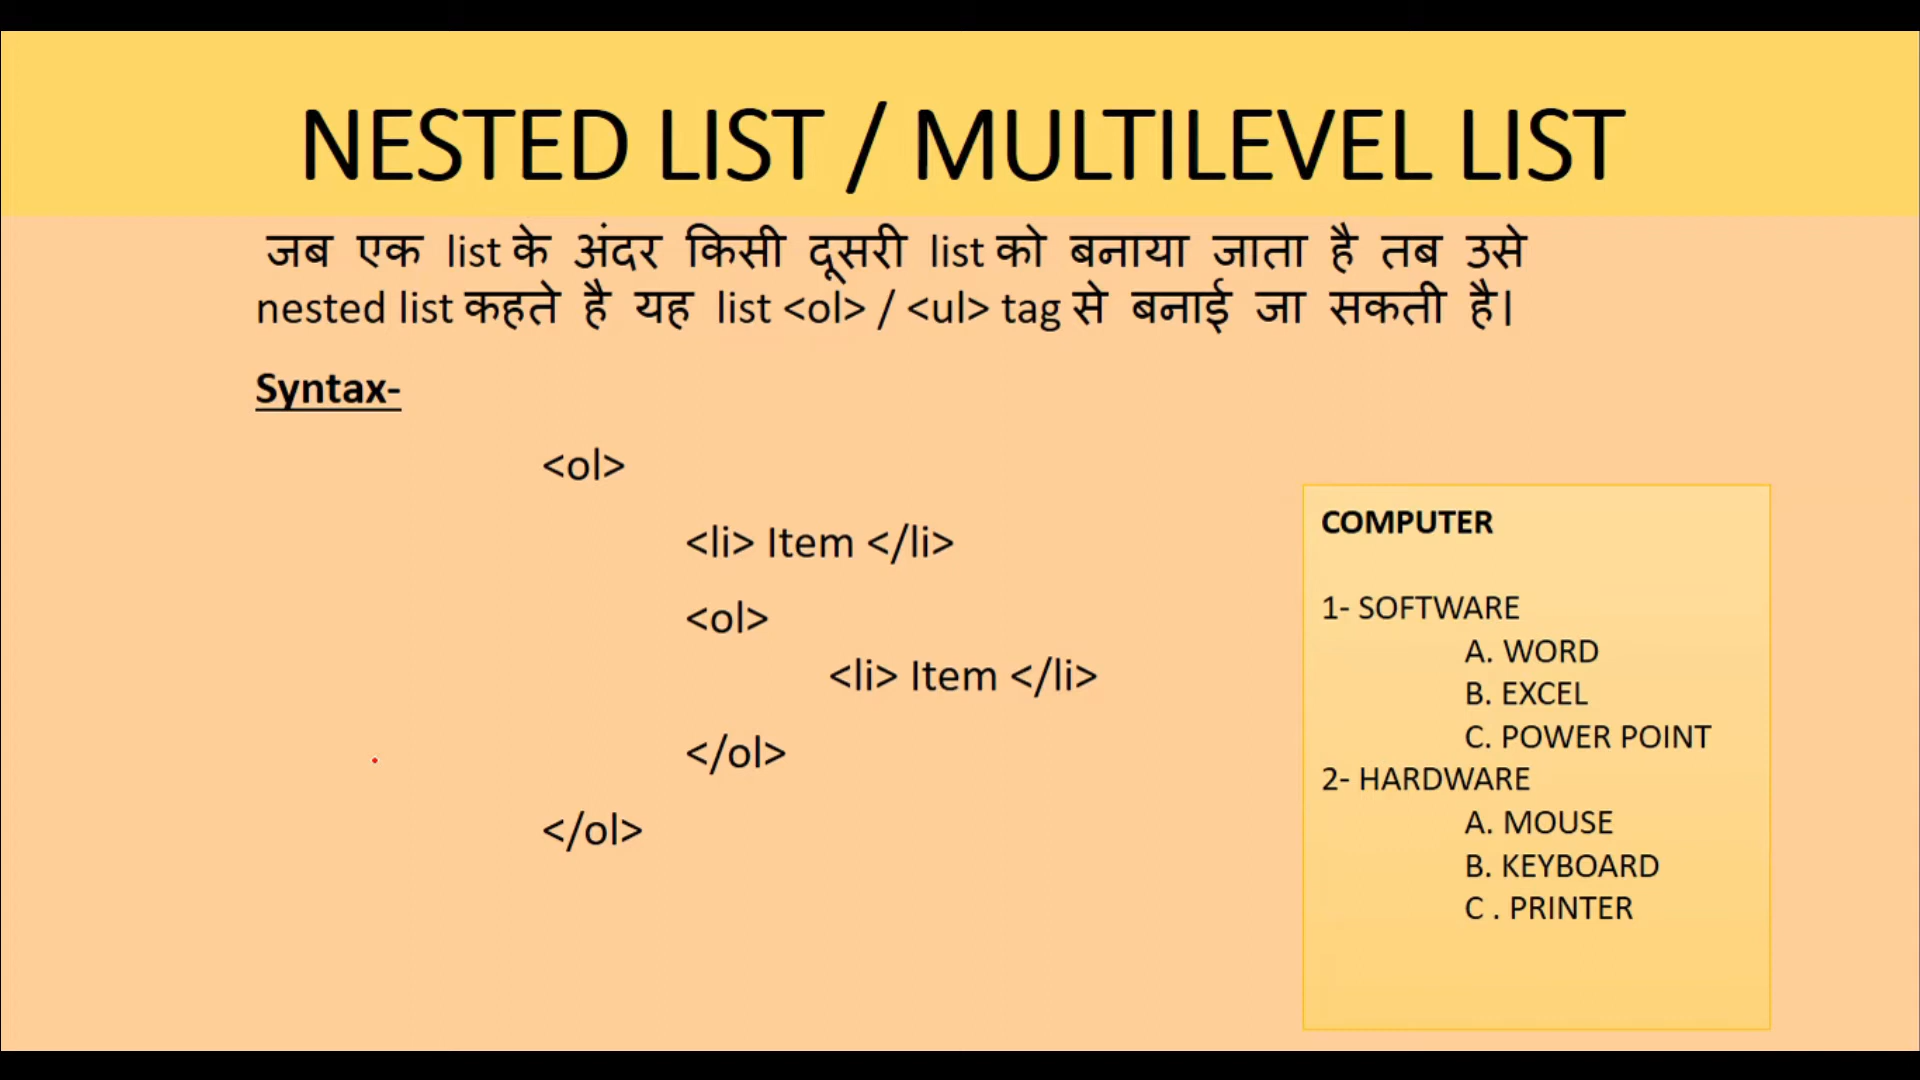 NESTED LIST / MULTILEVEL LIST
जब एक list के अंदर किसी दूसरी list को बनाया जाता है तब उसे
nested list कहते है यह list <ol> / <ul> tag से बनाई जा सकती है।
Syntax-
<ol>
<li> Item </li>
<ol>
<li> Item </li>
</ol>
</ol>
COMPUTER
1- SOFTWARE
A. WORD
B. EXCEL
C. POWER POINT
2- HARDWARE
A. MOUSE
B. KEYBOARD
C . PRINTER